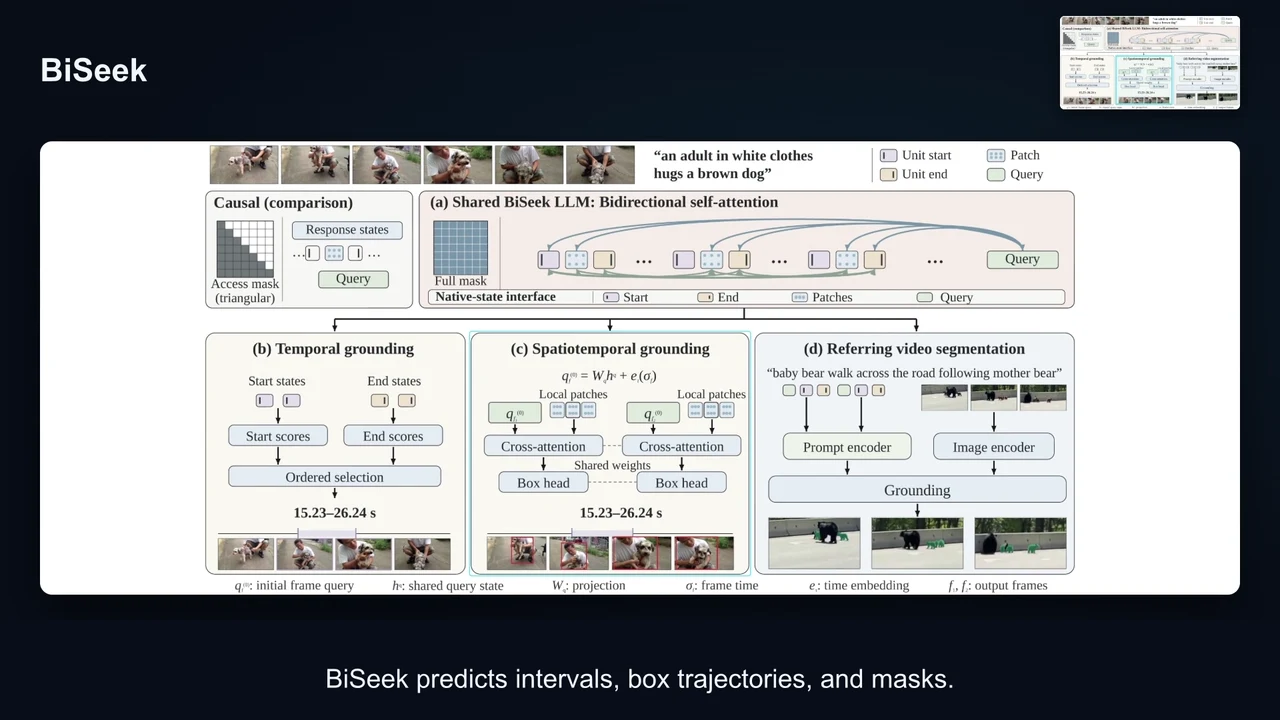 BiSeek
“an adult in white clothes
hugs a brown dog”
Unit start
Patch
Unit end
Query
Causal (comparison)
Response states
Query
Access mask
(triangular)
(a) Shared BiSeek LLM: Bidirectional self-attention
Query
Full mask
Native-state interface
Start
End
Patches
Query
(b) Temporal grounding
Start states
End states
Start scores
End scores
Ordered selection
15.23–26.24 s
(c) Spatiotemporal grounding
Local patches
Local patches
Cross-attention
Cross-attention
Shared weights
Box head
Box head
15.23–26.24 s
(d) Referring video segmentation
“baby bear walk across the road following mother bear”
Prompt encoder
Image encoder
Grounding
: initial frame query
: shared query state
: projection
: frame time
: time embedding
: output frames
BiSeek predicts intervals, box trajectories, and masks.